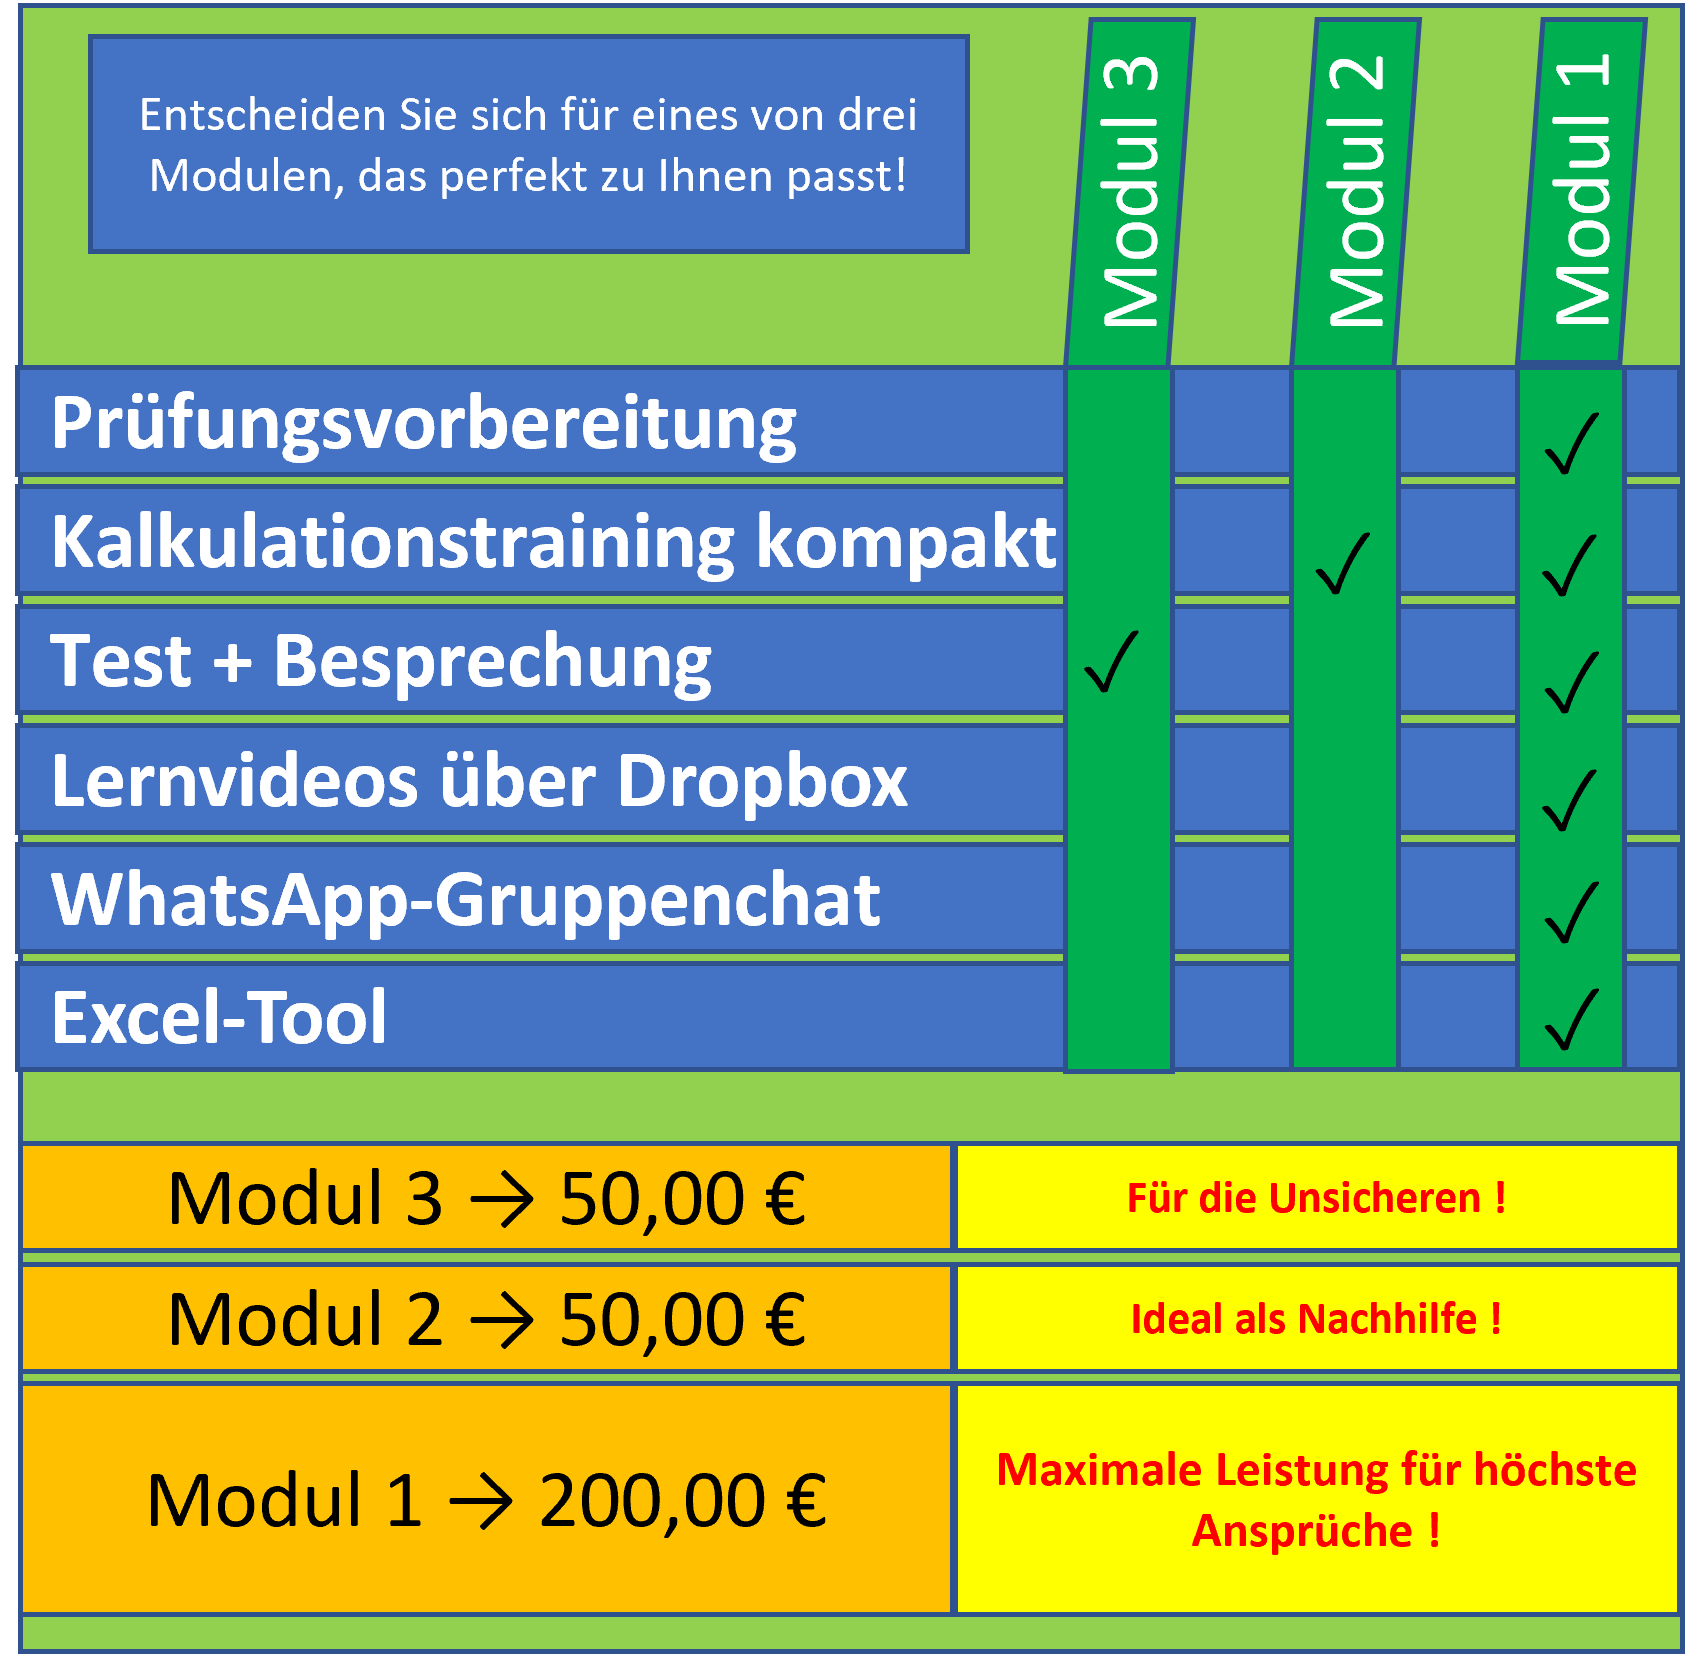 Entscheiden Sie sich für eines von drei
Modulen, das perfekt zu Ihnen passt!
Modul 3
Modul 2
Modul 1
Prüfungsvorbereitung ✓
Kalkulationstraining kompakt ✓ ✓
Test + Besprechung ✓ ✓
Lernvideos über Dropbox ✓
WhatsApp-Gruppenchat ✓
Excel-Tool ✓
Modul 3 → 50,00 €
Für die Unsicheren !
Modul 2 → 50,00 €
Ideal als Nachhilfe !
Modul 1 → 200,00 €
Maximale Leistung für höchste
Ansprüche !